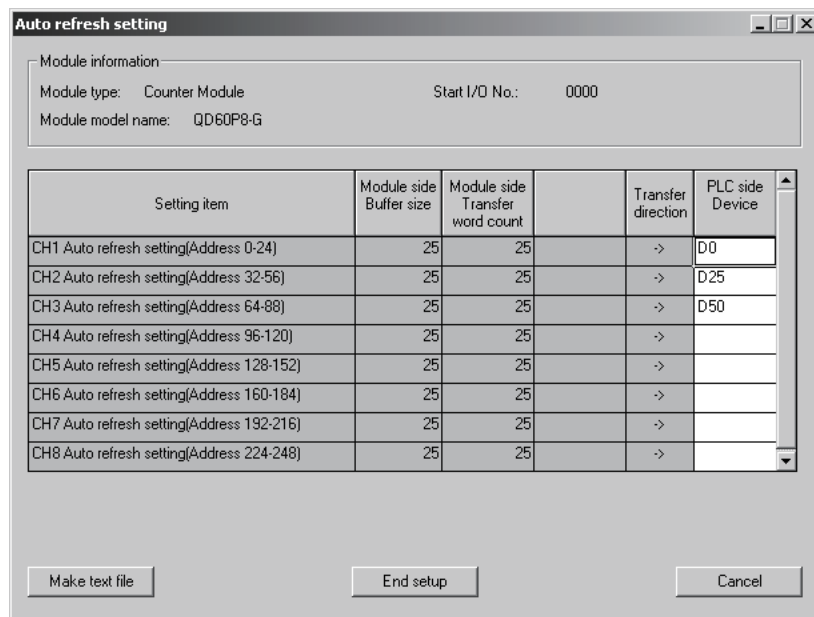 Auto refresh setting
Module information
Module type: Counter Module Start I/O No.: 0000
Module model name: QD60P8-G
Setting item Module side Buffer size Module side Transfer word count Transfer direction PLC side Device
CH1 Auto refresh setting(Address 0-24) 25 25 -> D0
CH2 Auto refresh setting(Address 32-56) 25 25 -> D25
CH3 Auto refresh setting(Address 64-88) 25 25 -> D50
CH4 Auto refresh setting(Address 96-120) 25 25 ->
CH5 Auto refresh setting(Address 128-152) 25 25 ->
CH6 Auto refresh setting(Address 160-184) 25 25 ->
CH7 Auto refresh setting(Address 192-216) 25 25 ->
CH8 Auto refresh setting(Address 224-248) 25 25 ->
Make text file End setup Cancel